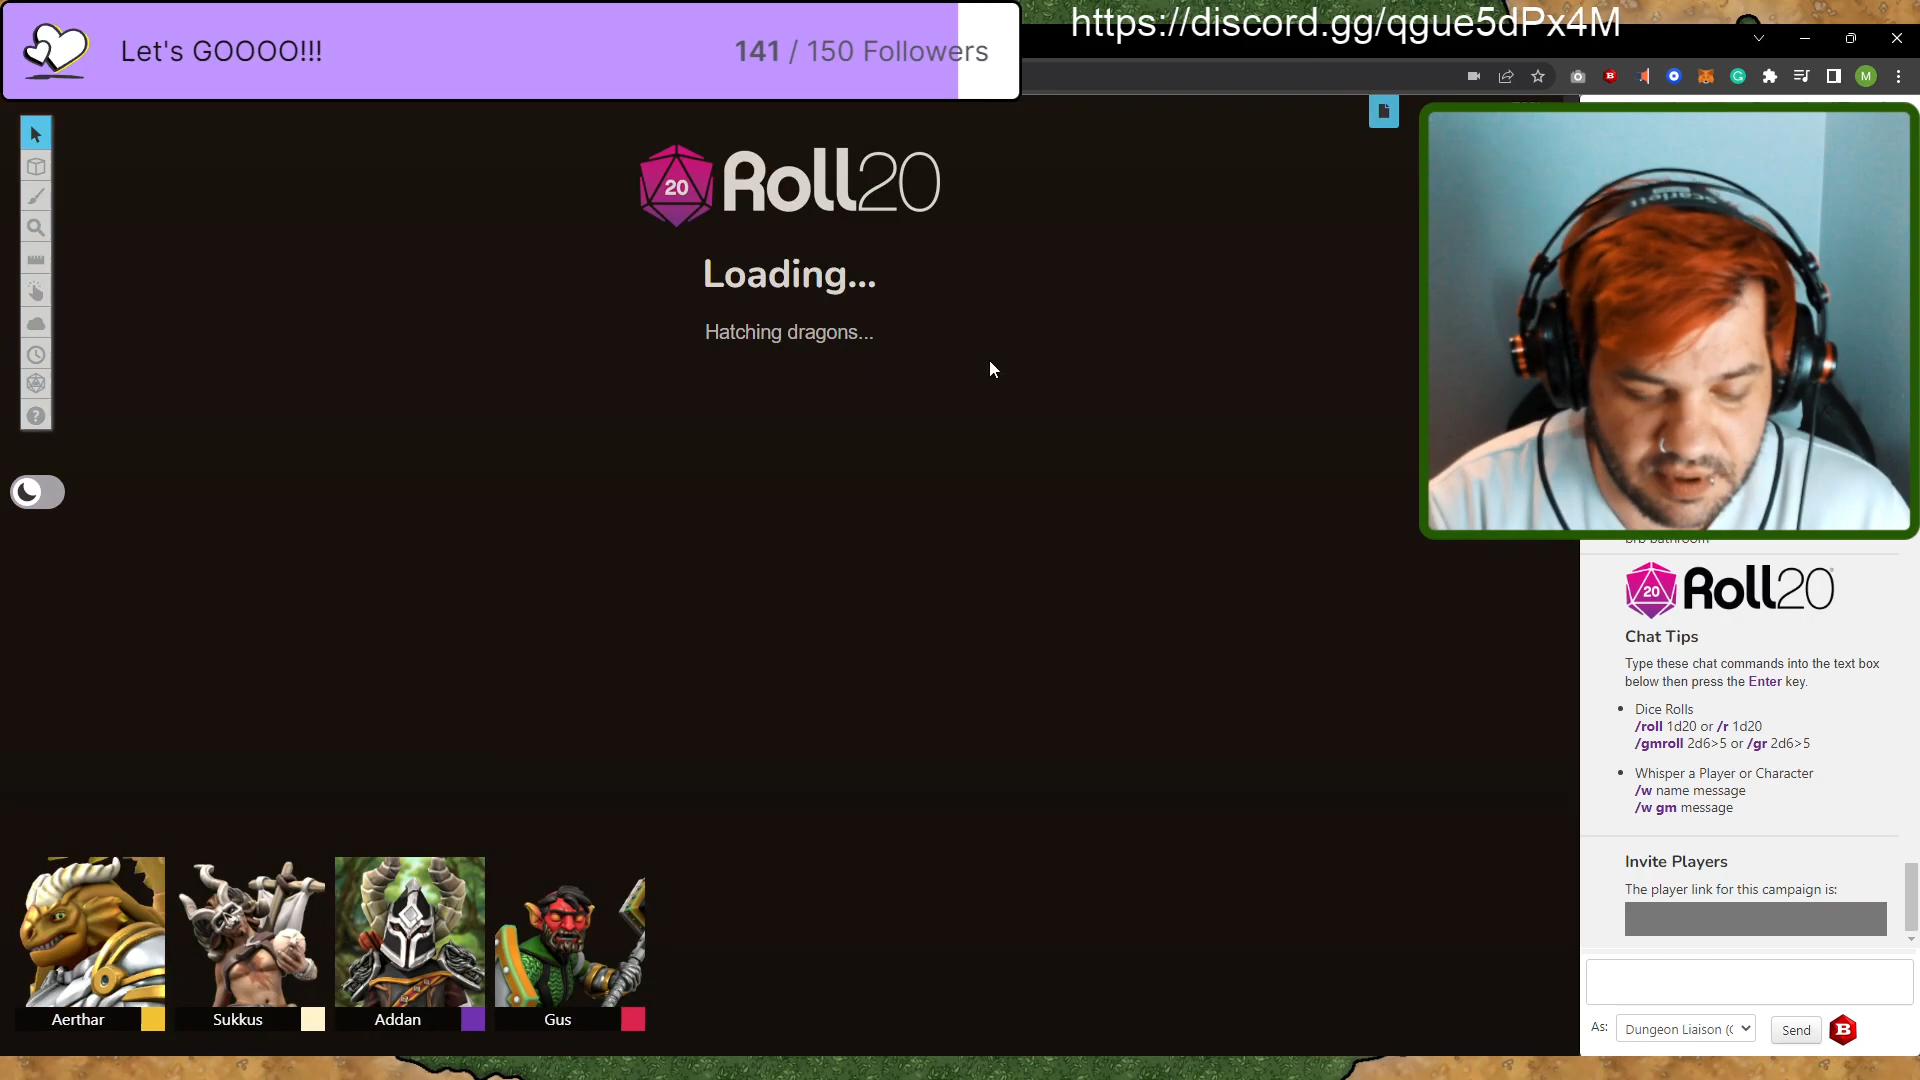 Let's GOOOO!!!
141 / 150 Followers
https://discord.gg/qgue5dPx4M
M
20 Roll20
Loading...
Hatching dragons...
scarlett
brb bathroom
20 Roll20
Chat Tips
Type these chat commands into the text box
below then press the Enter key.
Dice Rolls
/roll 1d20 or /r 1d20
/gmroll 2d6>5 or /gr 2d6>5
Whisper a Player or Character
/w name message
/w gm message
Invite Players
The player link for this campaign is:
Aerthar
Sukkus
Addan
Gus
As: Dungeon Liaison (
Send
B